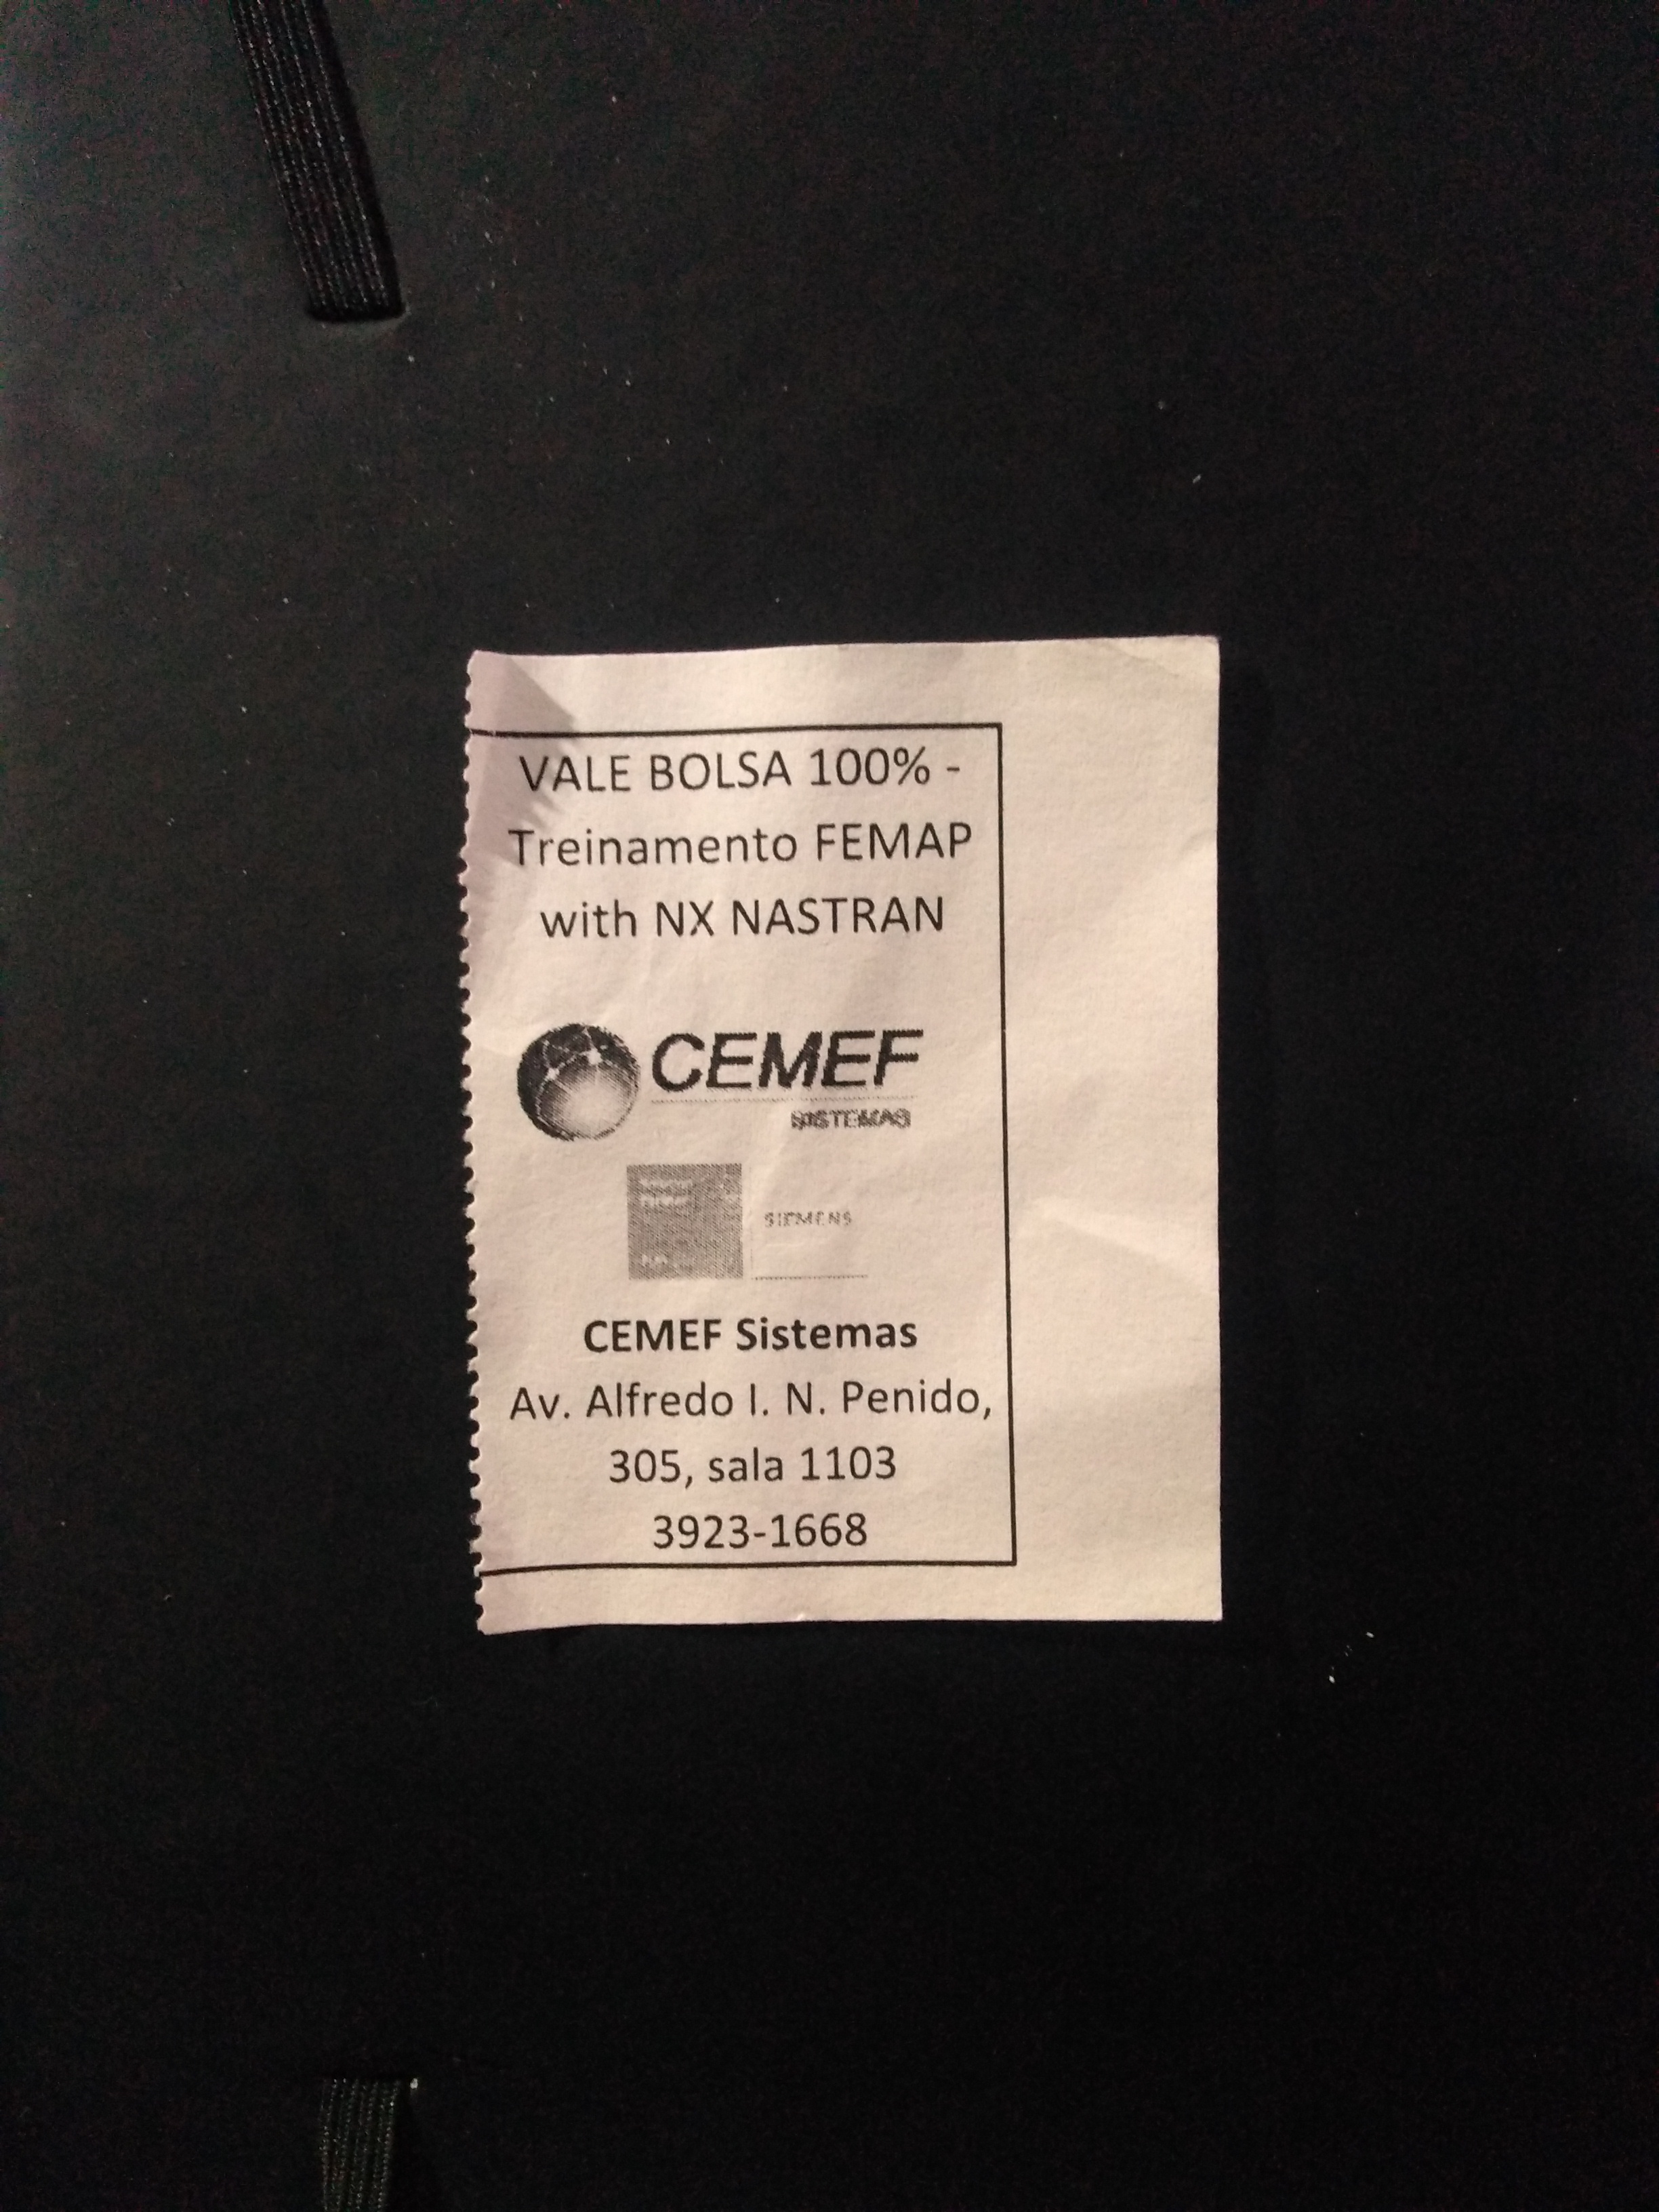 VALE BOLSA 100% -
Treinamento FEMAP
with NX NASTRAN
CEMEF
SISTEMAS
SIEMENS
CEMEF Sistemas
Av. Alfredo I. N. Penido,
305, sala 1103
3923-1668